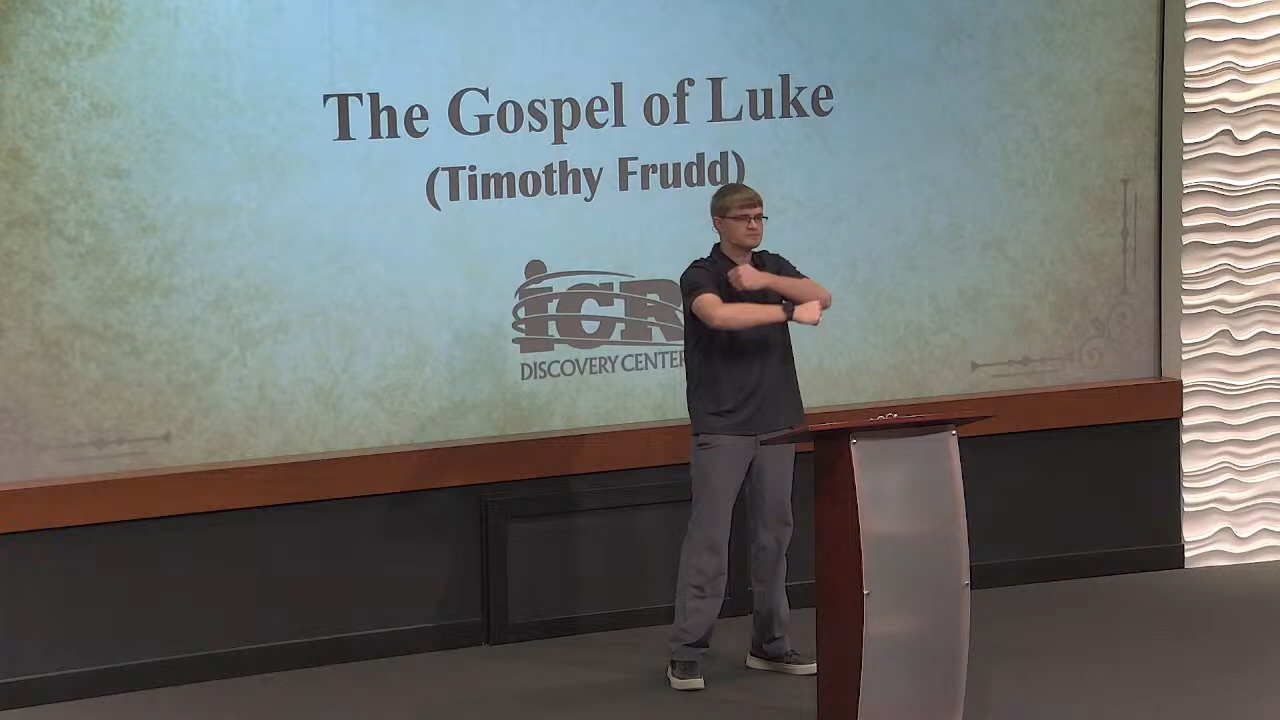 The Gospel of Luke
(Timothy Frudd)
ICR
DISCOVERY CENTER